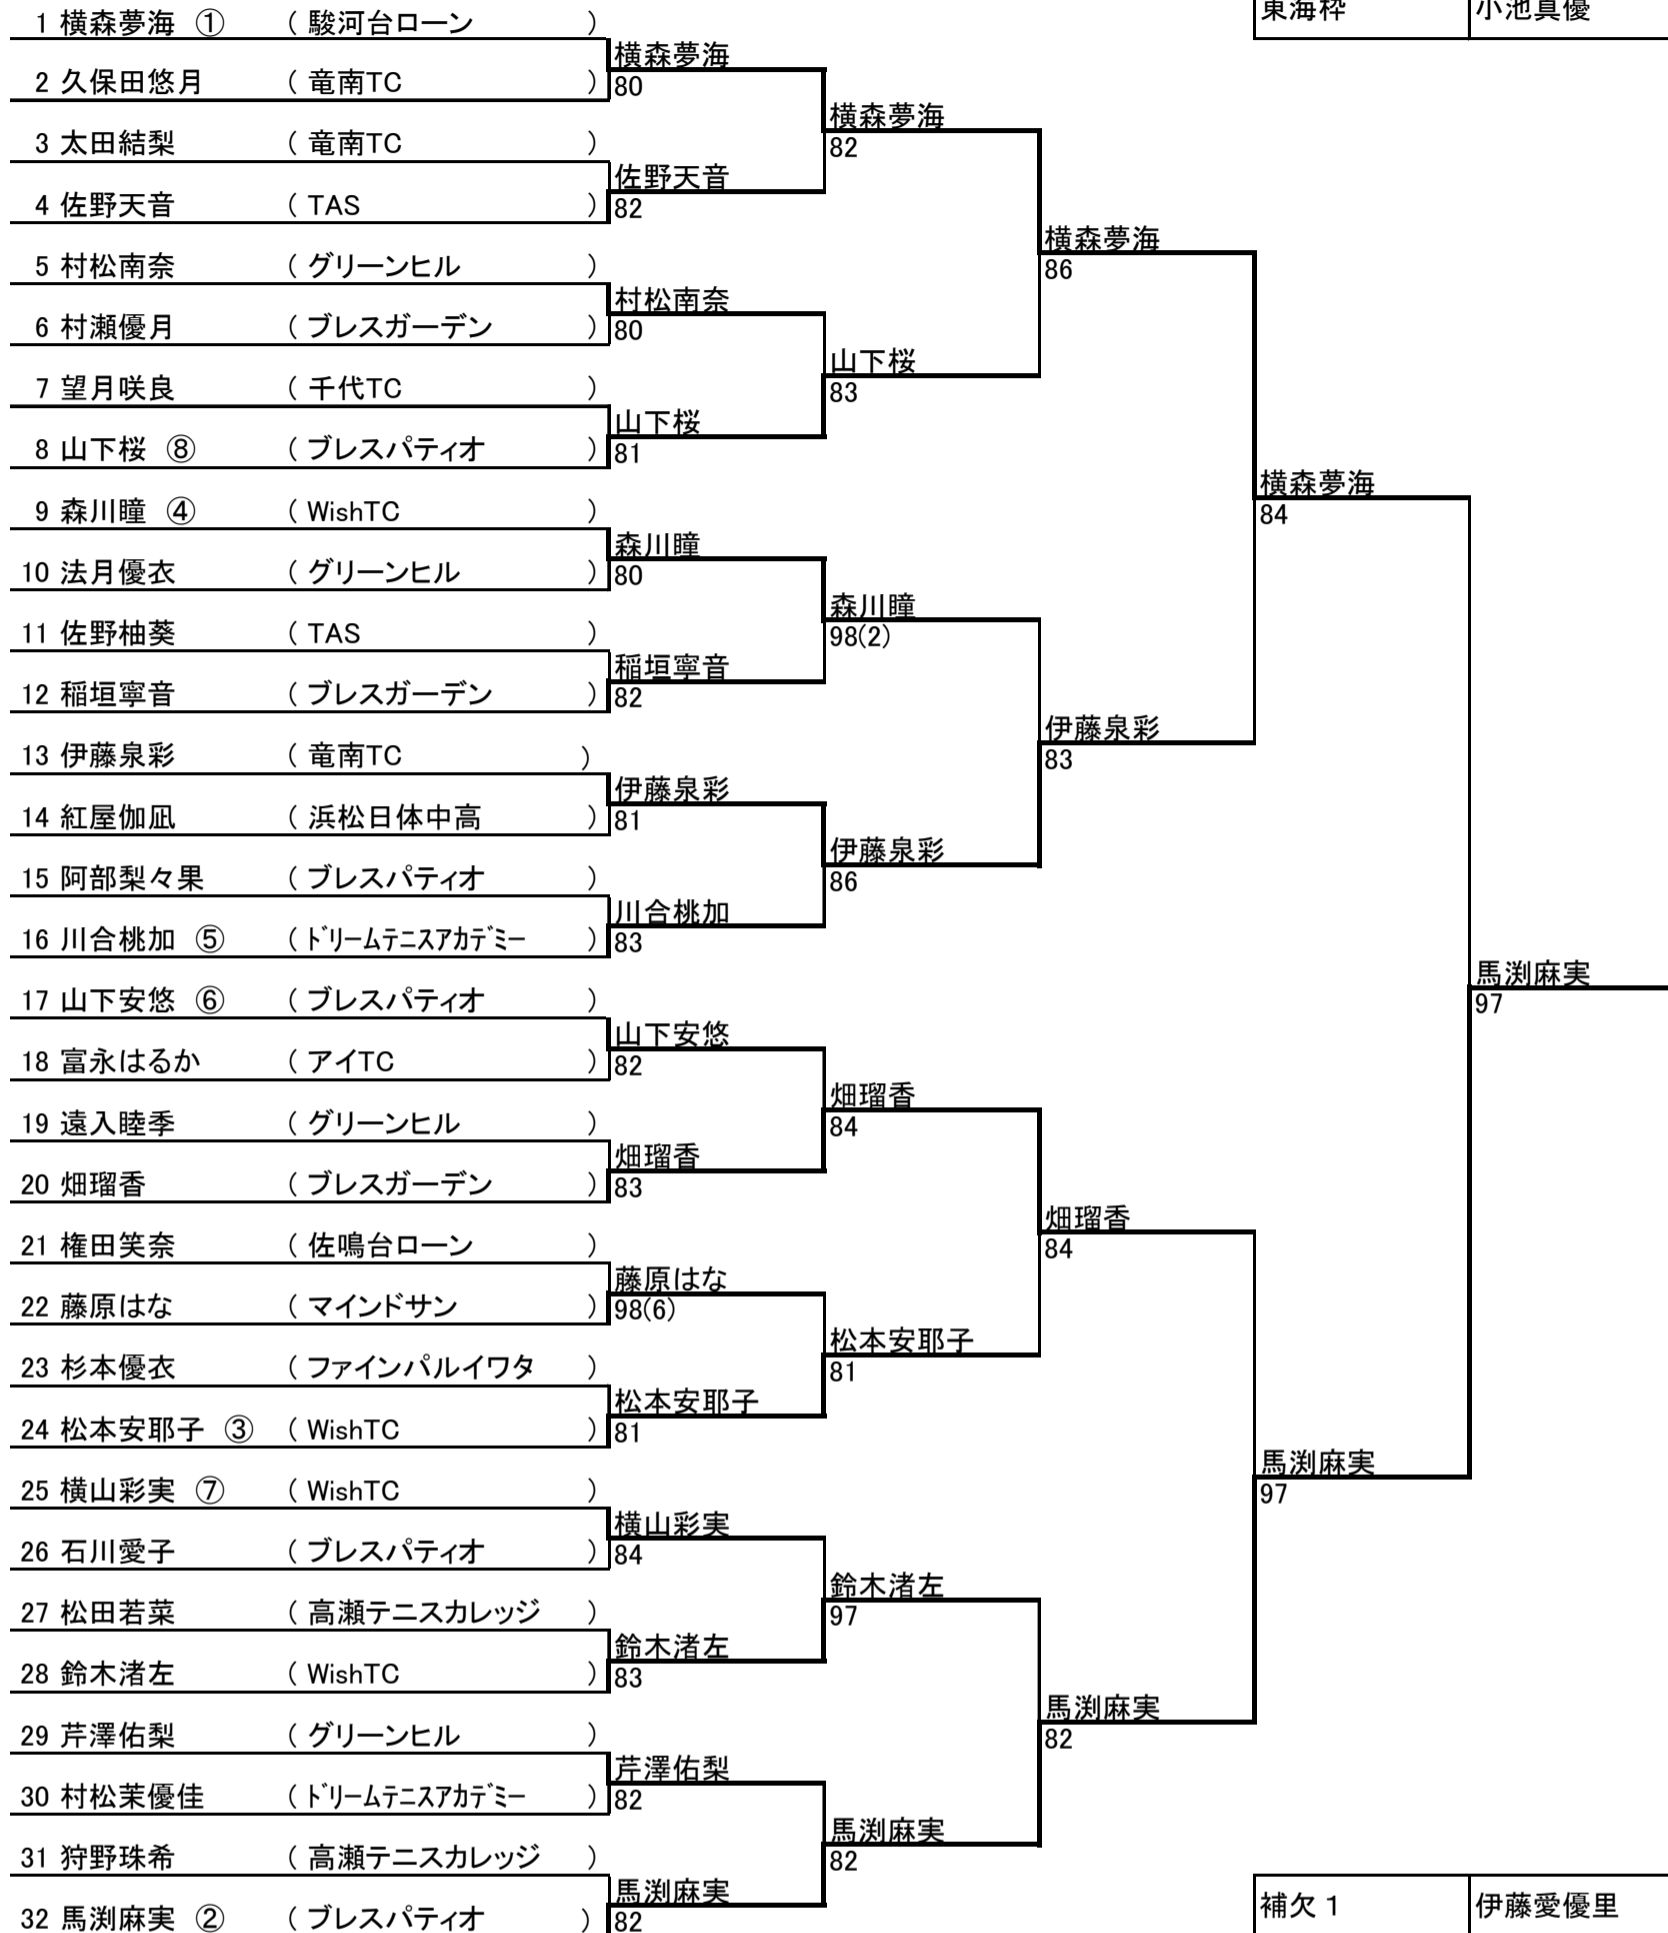 東海枠 小池真優
1 横森夢海 ① ( 駿河台ローン )
横森夢海
2 久保田悠月 ( 竜南TC ) 80
横森夢海
3 太田結梨 ( 竜南TC ) 82
佐野天音
4 佐野天音 ( TAS ) 82
横森夢海
5 村松南奈 ( グリーンヒル ) 86
村松南奈
6 村瀬優月 ( ブレスガーデン ) 80
山下桜
7 望月咲良 ( 千代TC ) 83
山下桜
8 山下桜 ⑧ ( ブレスパティオ ) 81
横森夢海
9 森川瞳 ④ ( WishTC ) 84
森川瞳
10 法月優衣 ( グリーンヒル ) 80
森川瞳
11 佐野柚葵 ( TAS ) 98(2)
稲垣寧音
12 稲垣寧音 ( ブレスガーデン ) 82
伊藤泉彩
13 伊藤泉彩 ( 竜南TC ) 83
伊藤泉彩
14 紅屋伽凪 ( 浜松日体中高 ) 81
伊藤泉彩
15 阿部梨々果 ( ブレスパティオ ) 86
川合桃加
16 川合桃加 ⑤ ( ﾄﾞﾘｰﾑﾃﾆｽｱｶﾃﾞﾐｰ ) 83
馬渕麻実
17 山下安悠 ⑥ ( ブレスパティオ ) 97
山下安悠
18 富永はるか ( アイTC ) 82
畑瑠香
19 遠入睦季 ( グリーンヒル ) 84
畑瑠香
20 畑瑠香 ( ブレスガーデン ) 83
畑瑠香
21 権田笑奈 ( 佐鳴台ローン ) 84
藤原はな
22 藤原はな ( マインドサン ) 98(6)
松本安耶子
23 杉本優衣 ( ファインパルイワタ ) 81
松本安耶子
24 松本安耶子 ③ ( WishTC ) 81
馬渕麻実
25 横山彩実 ⑦ ( WishTC ) 97
横山彩実
26 石川愛子 ( ブレスパティオ ) 84
鈴木渚左
27 松田若菜 ( 高瀬テニスカレッジ ) 97
鈴木渚左
28 鈴木渚左 ( WishTC ) 83
馬渕麻実
29 芹澤佑梨 ( グリーンヒル ) 82
芹澤佑梨
30 村松茉優佳 ( ﾄﾞﾘｰﾑﾃﾆｽｱｶﾃﾞﾐｰ ) 82
馬渕麻実
31 狩野珠希 ( 高瀬テニスカレッジ ) 82
馬渕麻実
32 馬渕麻実 ② ( ブレスパティオ ) 82 補欠１ 伊藤愛優里